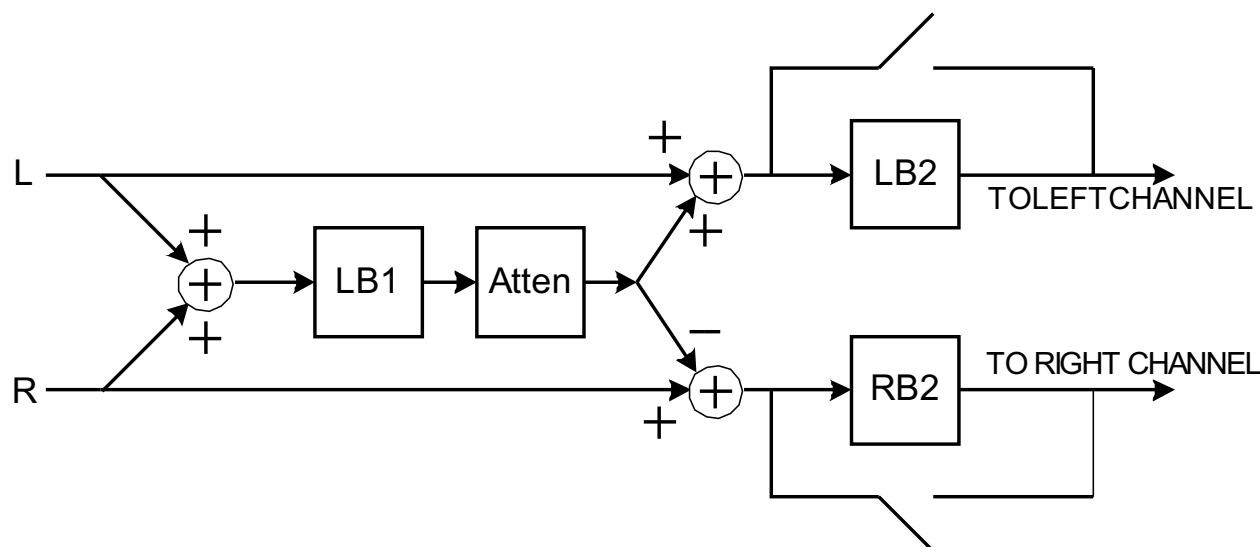 L
+
+
LB2
TOLEFTCHANNEL
+
+
+
LB1
Atten
+
–
R
+
+
+
RB2
TO RIGHT CHANNEL